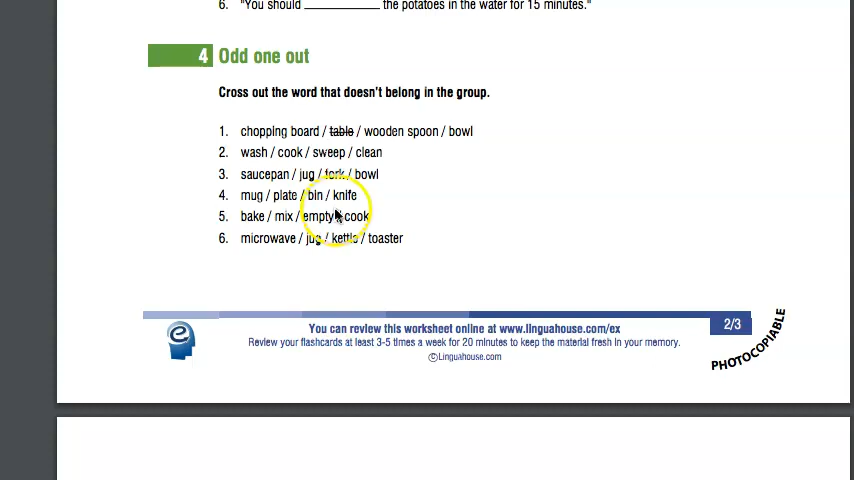 6. "You should __________ the potatoes in the water for 15 minutes."
4 Odd one out
Cross out the word that doesn't belong in the group.
1. chopping board / table / wooden spoon / bowl
2. wash / cook / sweep / clean
3. saucepan / jug / fork / bowl
4. mug / plate / bin / knife
5. bake / mix / empty / cook
6. microwave / jug / kettle / toaster
You can review this worksheet online at www.linguahouse.com/ex
Review your flashcards at least 3-5 times a week for 20 minutes to keep the material fresh in your memory.
©Linguahouse.com
2/3
PHOTOCOPIABLE
e